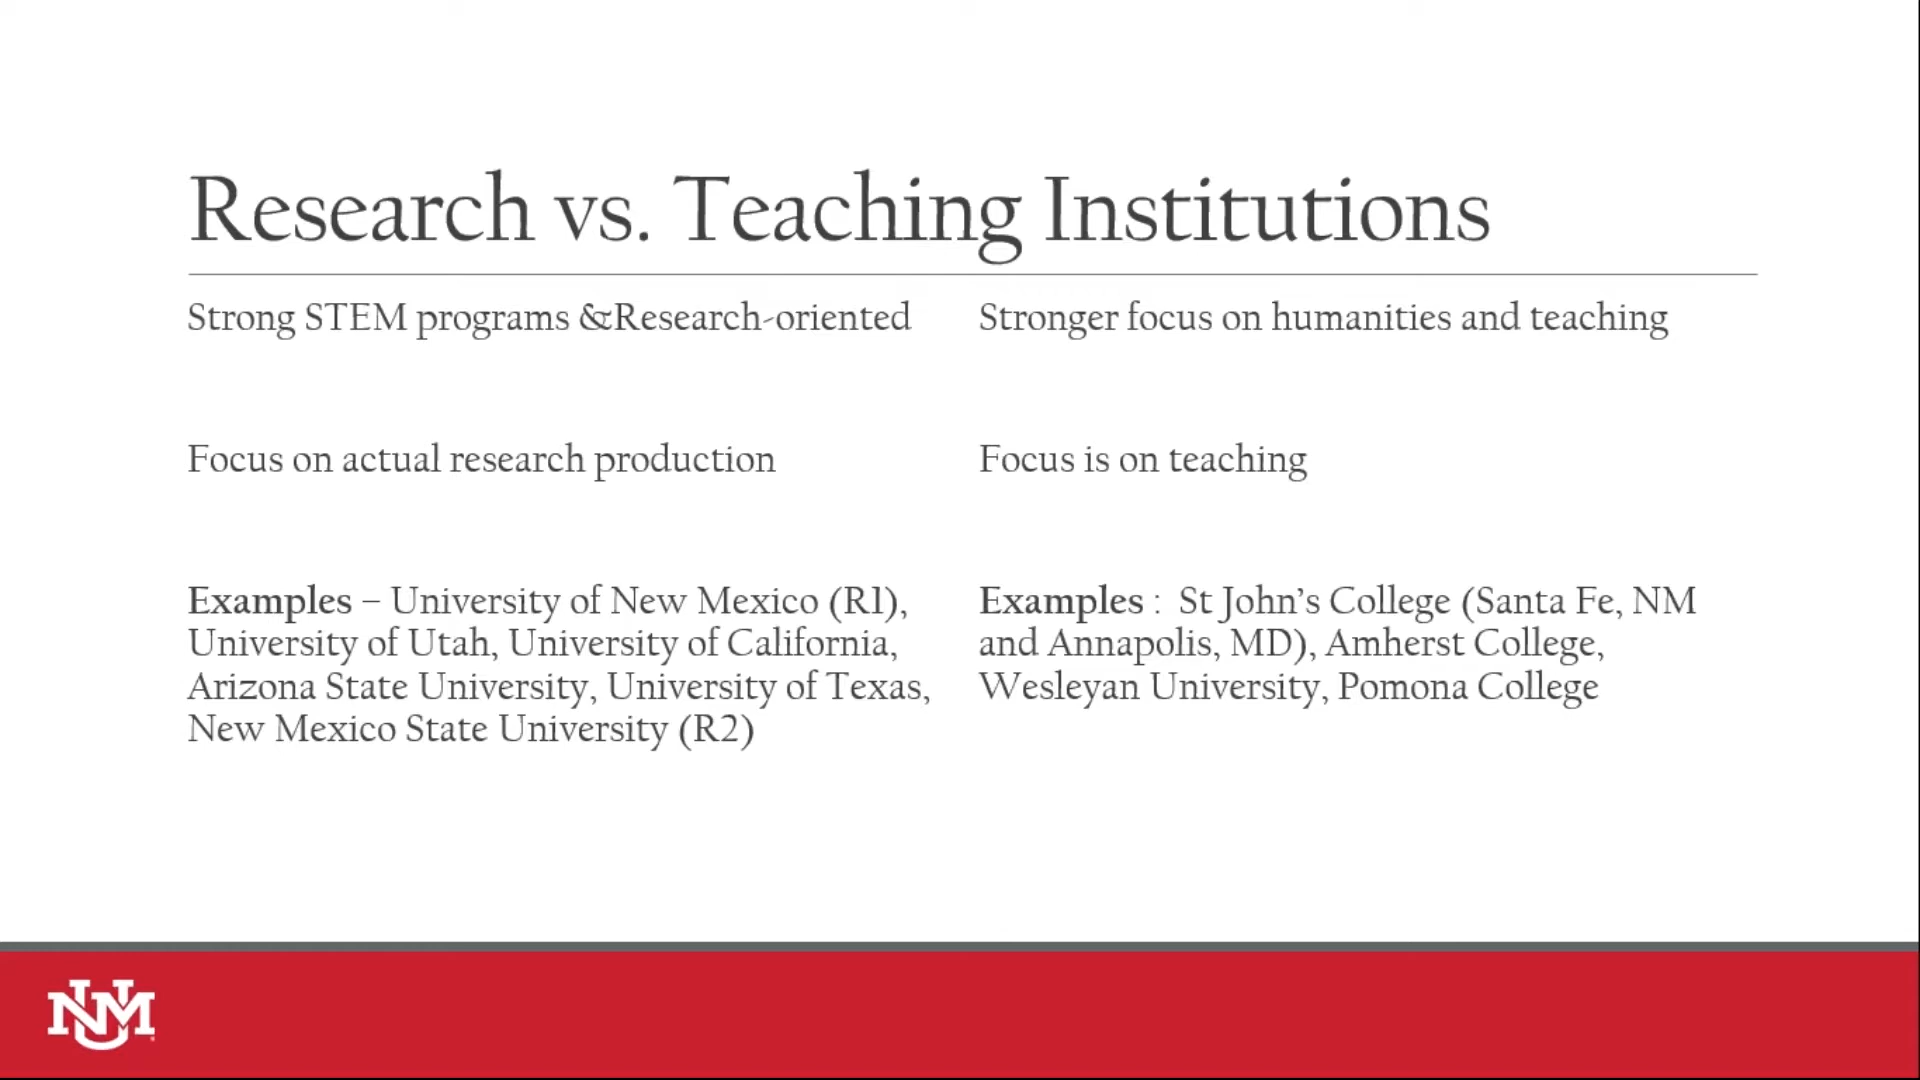 Research vs. Teaching Institutions
Strong STEM programs &Research-oriented
Focus on actual research production
Examples – University of New Mexico (R1),
University of Utah, University of California,
Arizona State University, University of Texas,
New Mexico State University (R2)
Stronger focus on humanities and teaching
Focus is on teaching
Examples :  St John’s College (Santa Fe, NM
and Annapolis, MD), Amherst College,
Wesleyan University, Pomona College
UNM